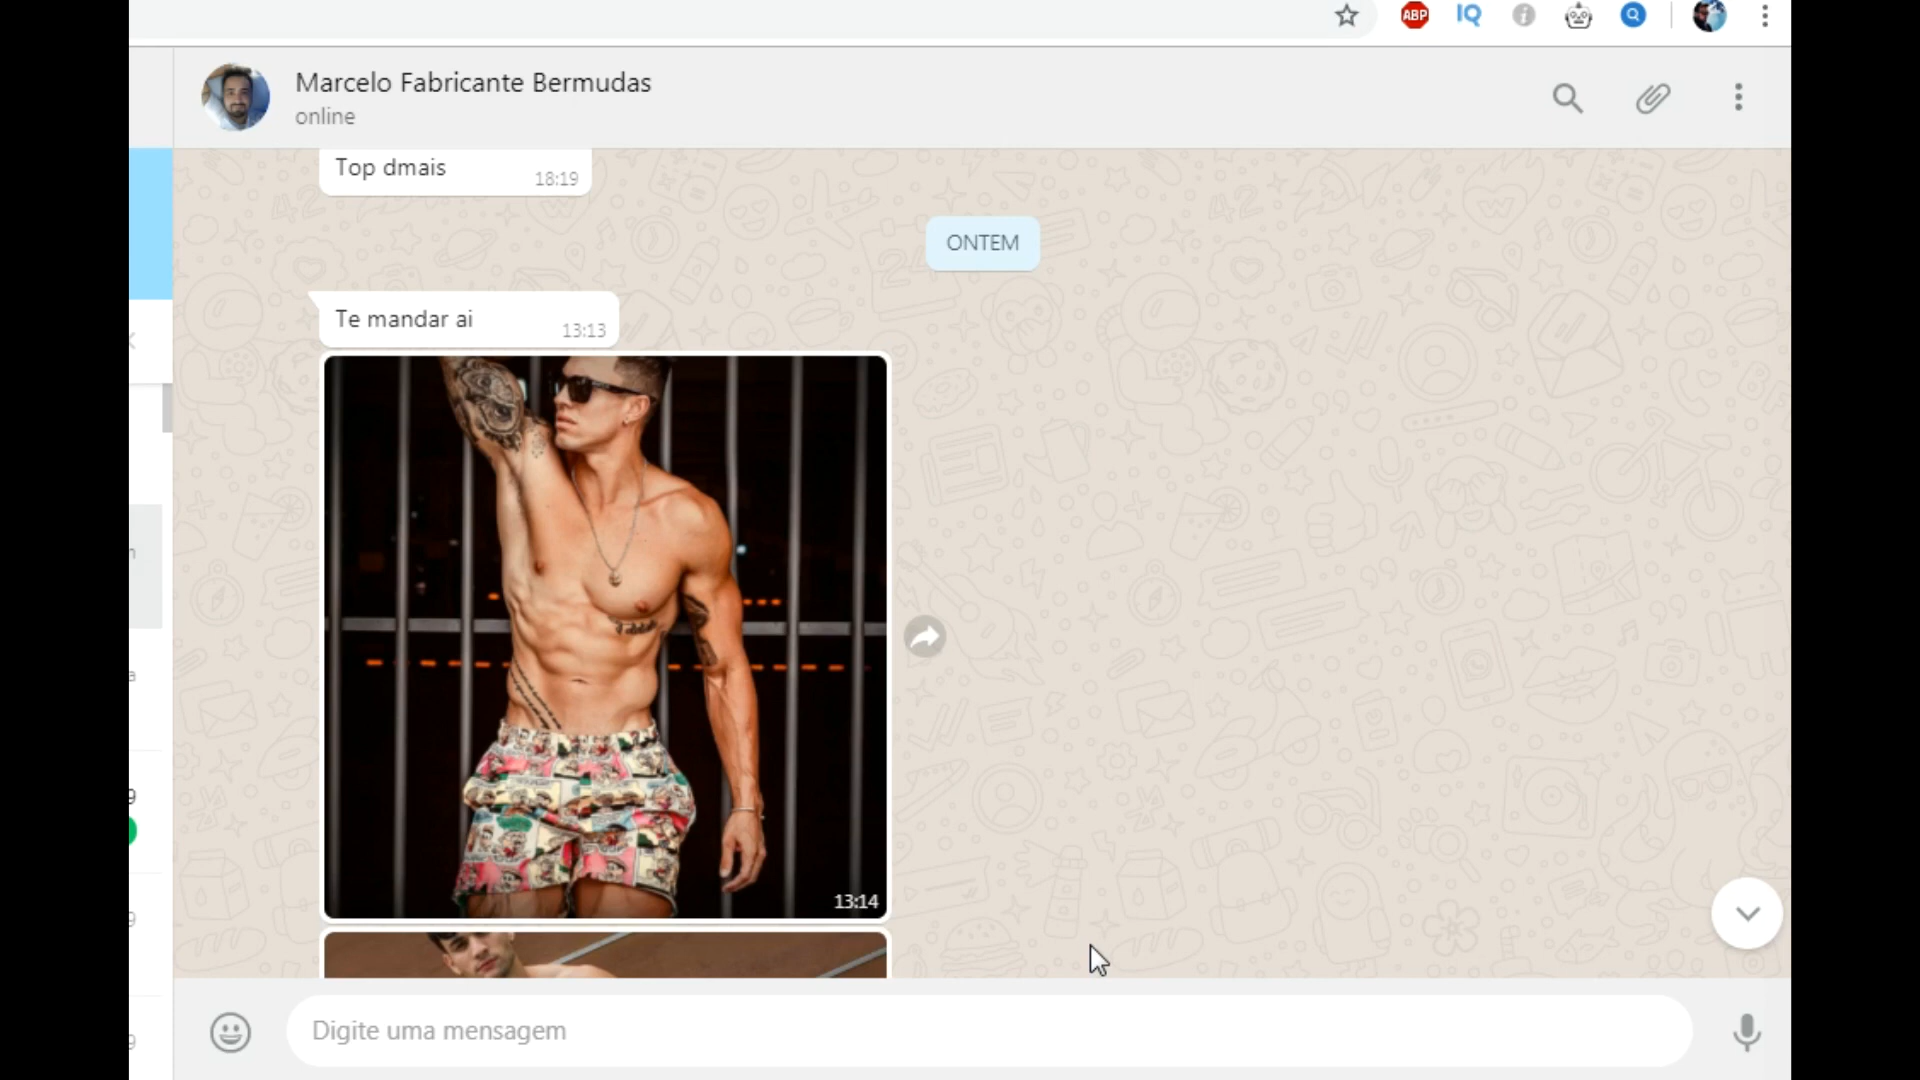 ABP
IQ
Marcelo Fabricante Bermudas
online
Top dmais
18:19
ONTEM
Te mandar ai
13:13
13:14
Digite uma mensagem